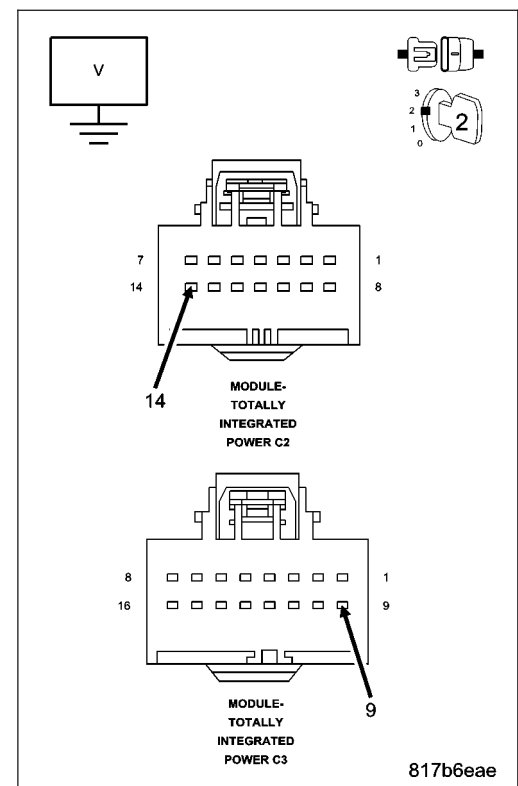 V
3
2
1
0
2
7
1
14
8
14
MODULE-
TOTALLY
INTEGRATED
POWER C2
8
1
16
9
9
MODULE-
TOTALLY
INTEGRATED
POWER C3
817b6eae